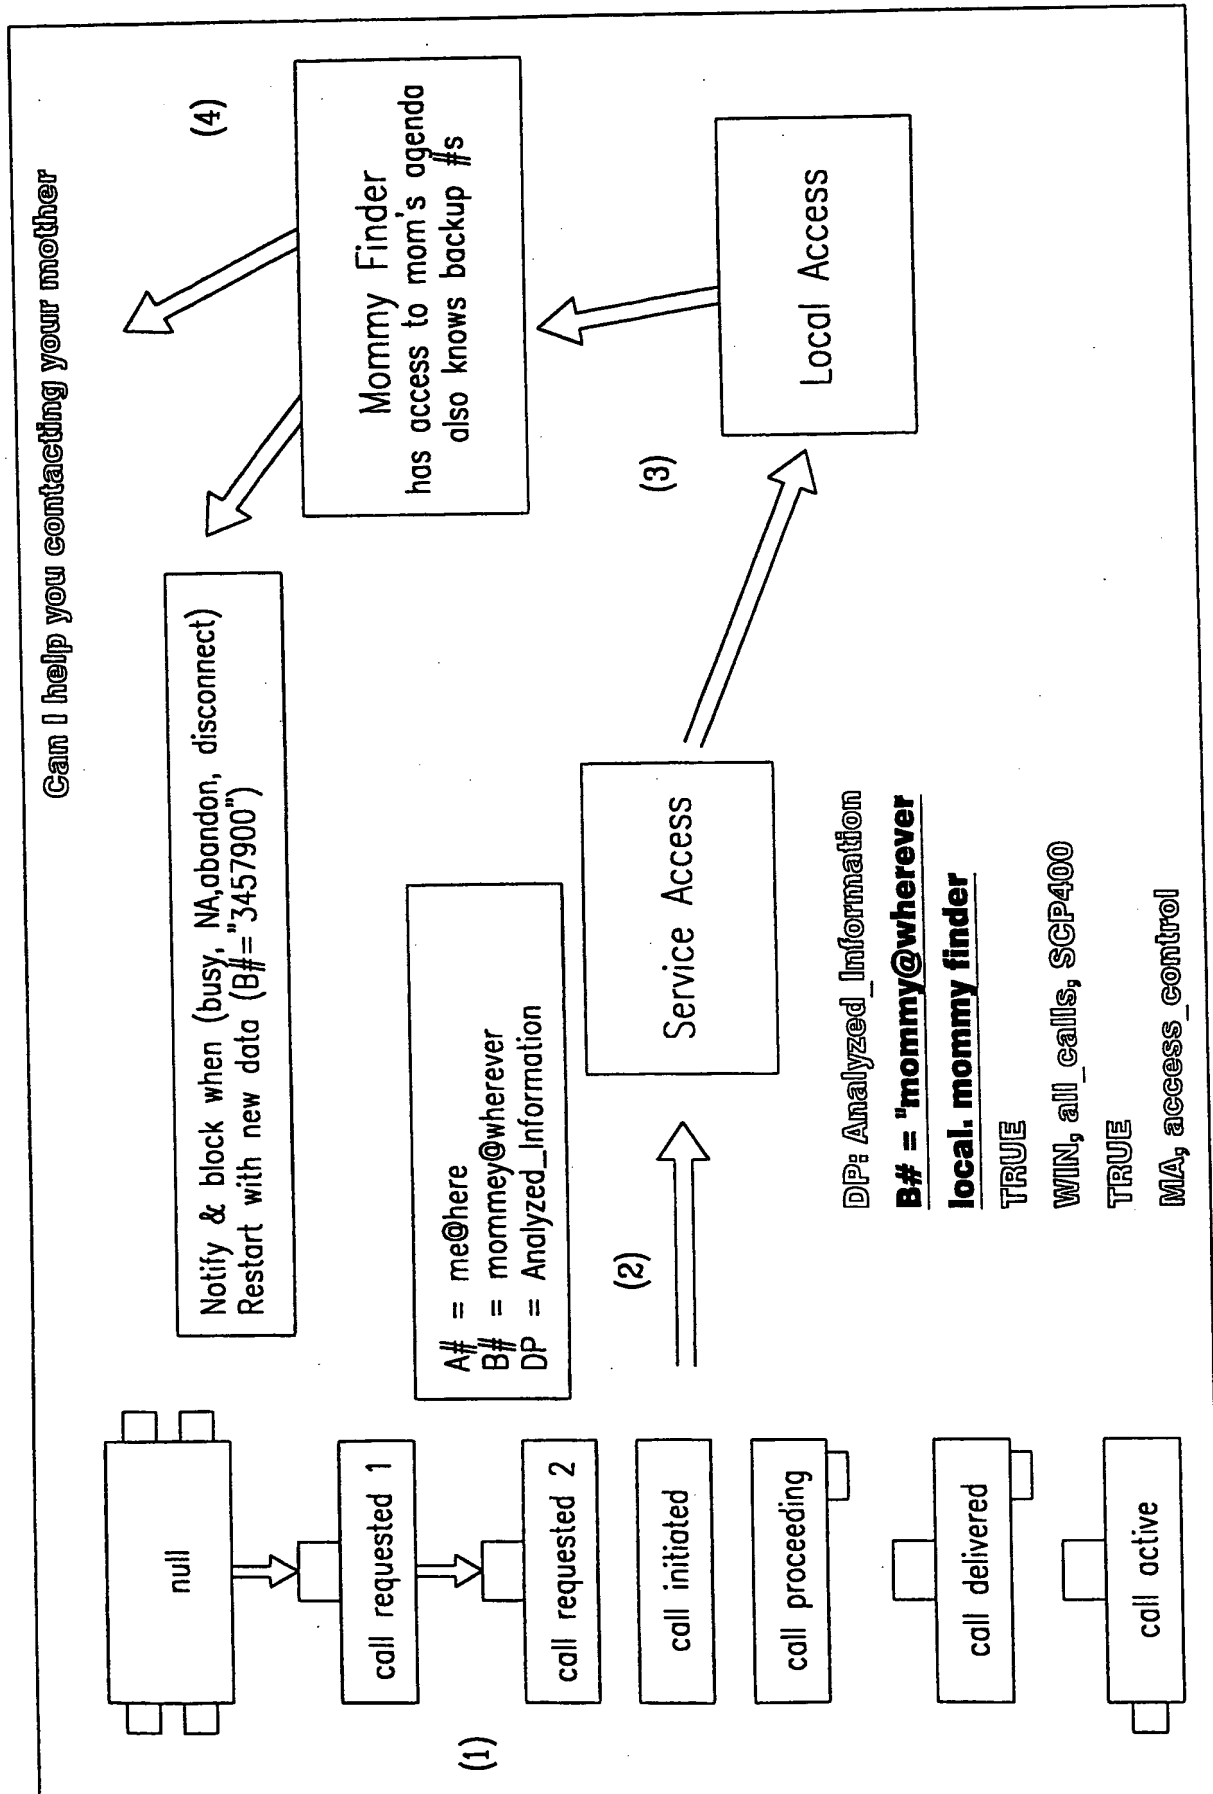 Can I help you contacting your mother
(4)
Notify & block when (busy, NA,abandon, disconnect)
Restart with new data (B#="3457900")
Mommy Finder
has access to mom's agenda
also knows backup #s
null
call requested 1
call requested 2
call initiated
call proceeding
call delivered
call active
(1)
A# = me@here
B# = mommey@wherever
DP = Analyzed_Information
(2)
Service Access
(3)
Local Access
DP: Analyzed_Information
B# = "mommy@wherever
local. mommy finder
TRUE
WIN, all_calls, SCP400
TRUE
MA, access_control